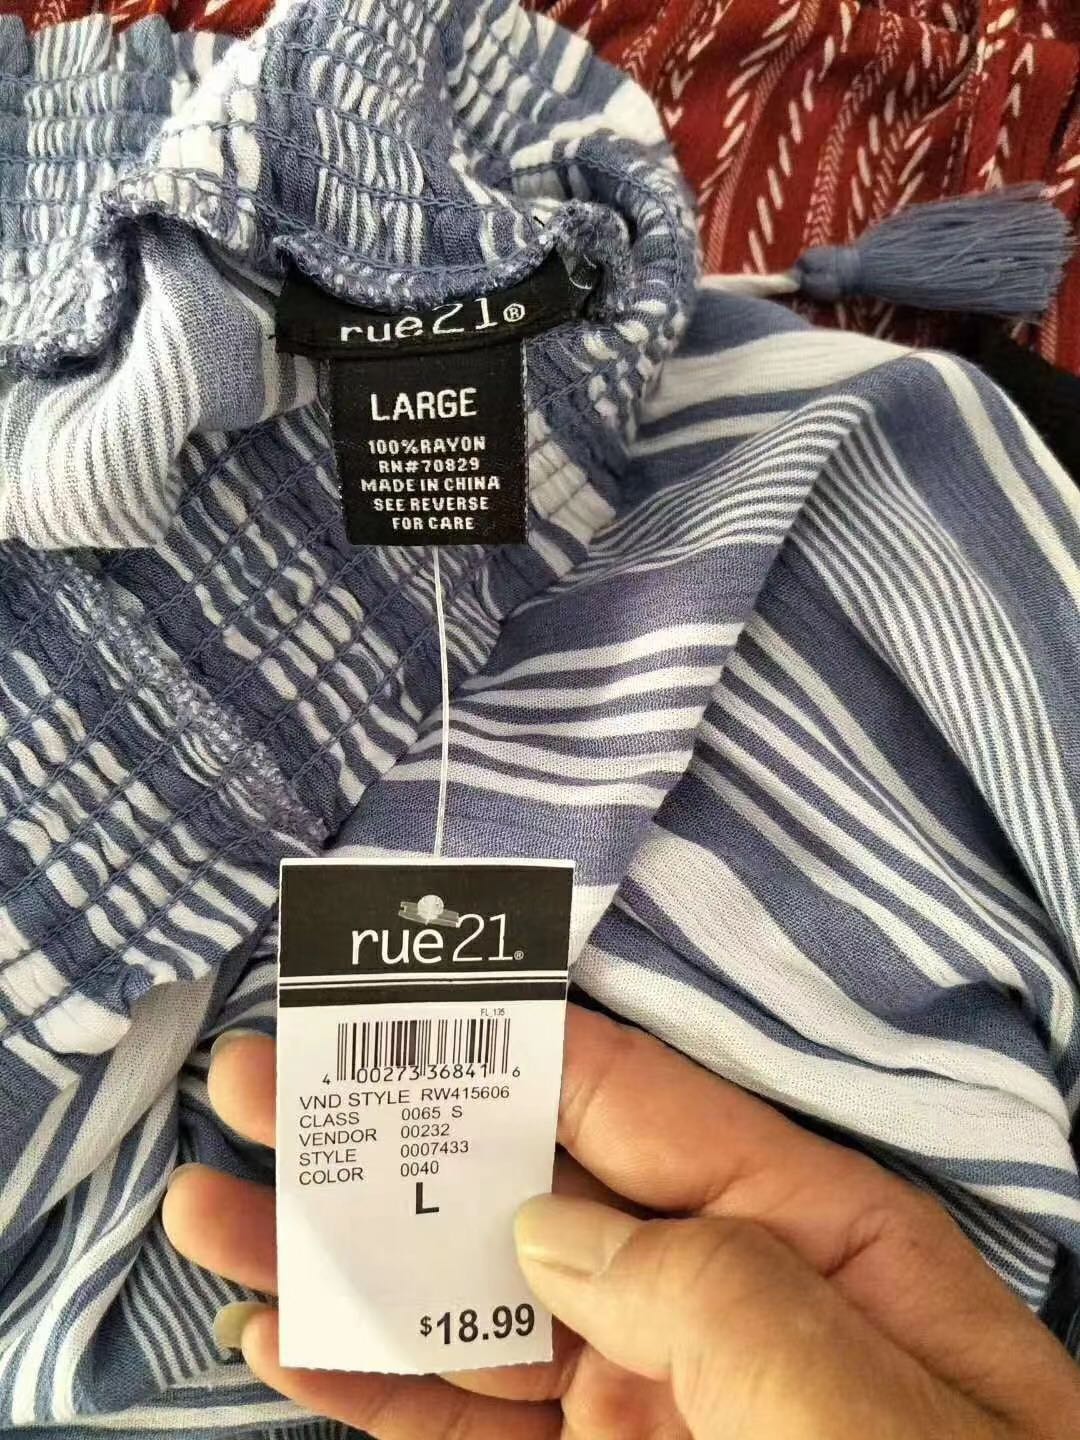 rue21®
LARGE
100%RAYON
RN#70829
MADE IN CHINA
SEE REVERSE
FOR CARE
rue21®
FL_135
4 00273 36841 6
VND STYLE RW415606
CLASS 0065 S
VENDOR 00232
STYLE 0007433
COLOR 0040
L
$18.99